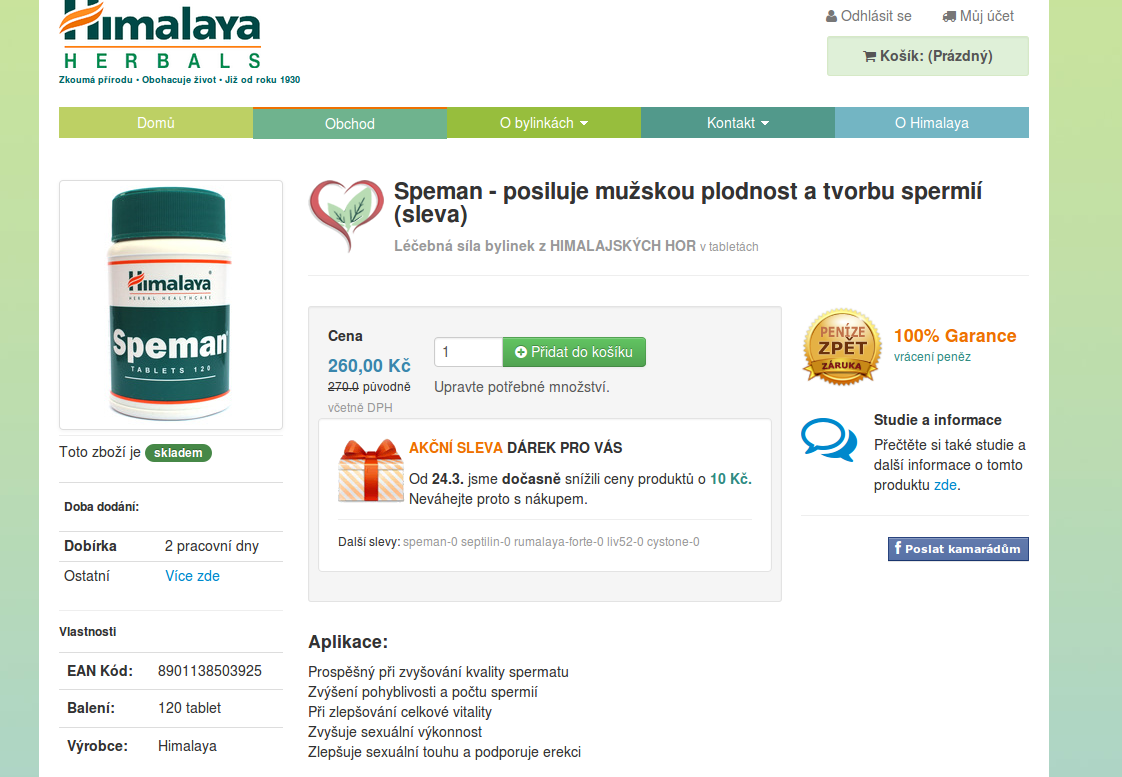 Himalaya
HERBALS
Zkoumá přírodu • Obohacuje život • Již od roku 1930
Odhlásit se
Můj účet
Košík: (Prázdný)
Domů
Obchod
O bylinkách
Kontakt
O Himalaya
Himalaya
HERBAL HEALTHCARE
Speman®
TABLETS 120
Toto zboží je skladem
Doba dodání:
Dobírka 2 pracovní dny
Ostatní Více zde
Vlastnosti
EAN Kód: 8901138503925
Balení: 120 tablet
Výrobce: Himalaya
Speman - posiluje mužskou plodnost a tvorbu spermií
(sleva)
Léčebná síla bylinek z HIMALAJSKÝCH HOR v tabletách
Cena
260,00 Kč
270.0 původně
včetně DPH
1
Přidat do košíku
Upravte potřebné množství.
AKČNÍ SLEVA DÁREK PRO VÁS
Od 24.3. jsme dočasně snížili ceny produktů o 10 Kč.
Neváhejte proto s nákupem.
Další slevy: speman-0 septilin-0 rumalaya-forte-0 liv52-0 cystone-0
Aplikace:
Prospěšný při zvyšování kvality spermatu
Zvýšení pohyblivosti a počtu spermií
Při zlepšování celkové vitality
Zvyšuje sexuální výkonnost
Zlepšuje sexuální touhu a podporuje erekci
PENÍZE
ZPĚT
ZÁRUKA
100% Garance
vrácení peněz
Studie a informace
Přečtěte si také studie a
další informace o tomto
produktu zde.
f Poslat kamarádům